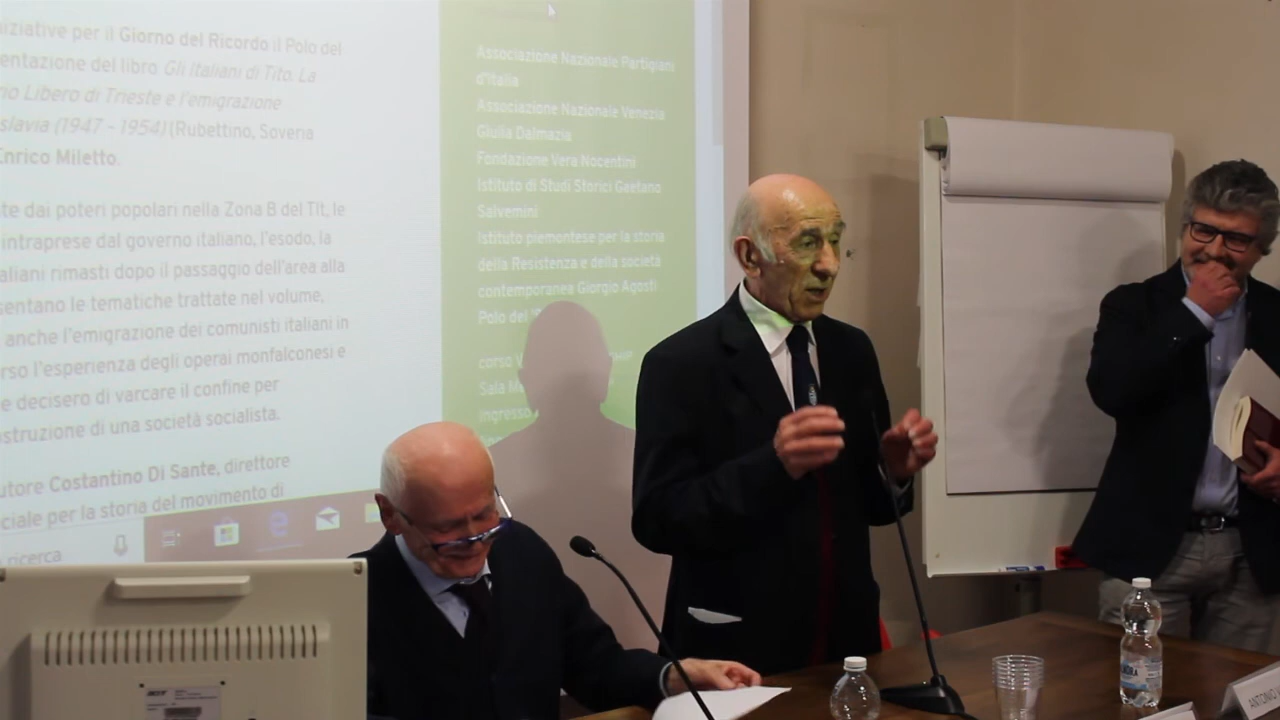 iziative per il Giorno del Ricordo il Polo del
entazione del libro Gli italiani di Tito. La
rio Libero di Trieste e l'emigrazione
slavia (1947 - 1954) (Rubettino, Soveria
Enrico Miletto.
te dai poteri popolari nella Zona B del Tlt, le
intraprese dal governo italiano, l'esodo, la
aliani rimasti dopo il passaggio dell'area alla
sentano le tematiche trattate nel volume,
anche l'emigrazione dei comunisti italiani in
rso l'esperienza degli operai monfalconesi e
e decisero di varcare il confine per
ostruzione di una società socialista.
utore Costantino Di Sante, direttore
ciale per la storia del movimento di
ricerca
Associazione Nazionale Partigiani
d'Italia
Associazione Nazionale Venezia
Giulia Dalmazia
Fondazione Vera Nocentini
Istituto di Studi Storici Gaetano
Salvemini
Istituto piemontese per la storia
della Resistenza e della società
contemporanea Giorgio Agosti
Polo del '
corso V
Sala M
ingresso
acer
ANTONIO